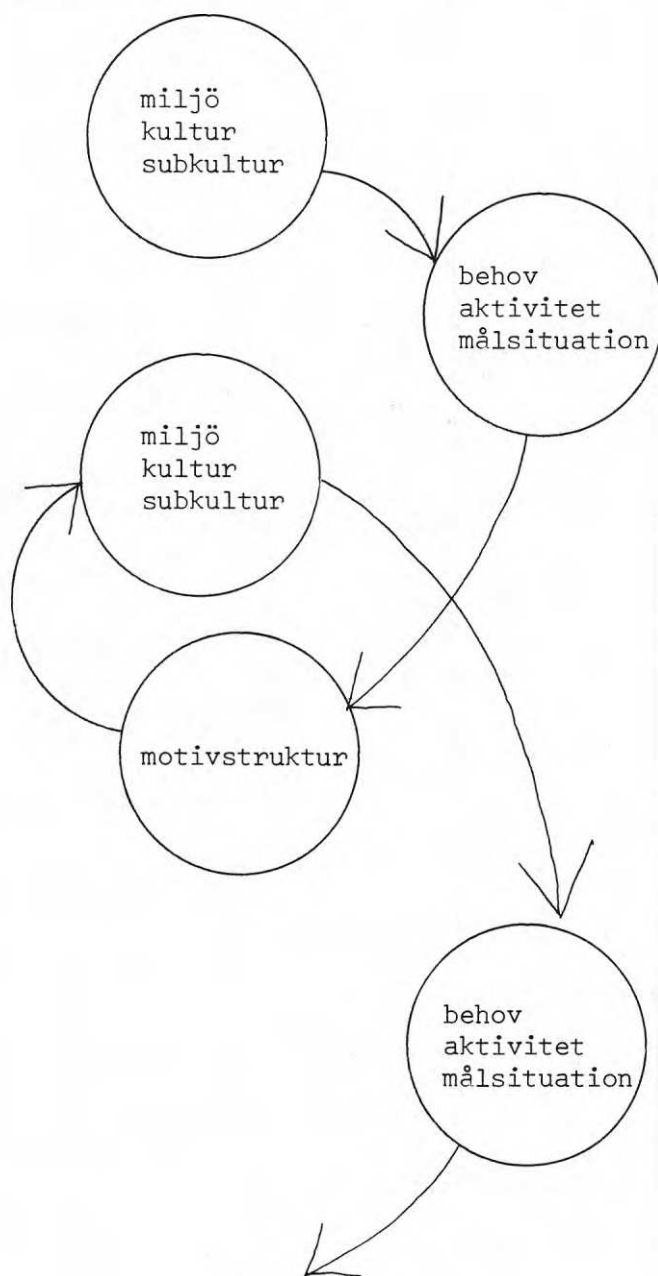 miljö
kultur
subkultur
behov
aktivitet
målsituation
miljö
kultur
subkultur
motivstruktur
behov
aktivitet
målsituation